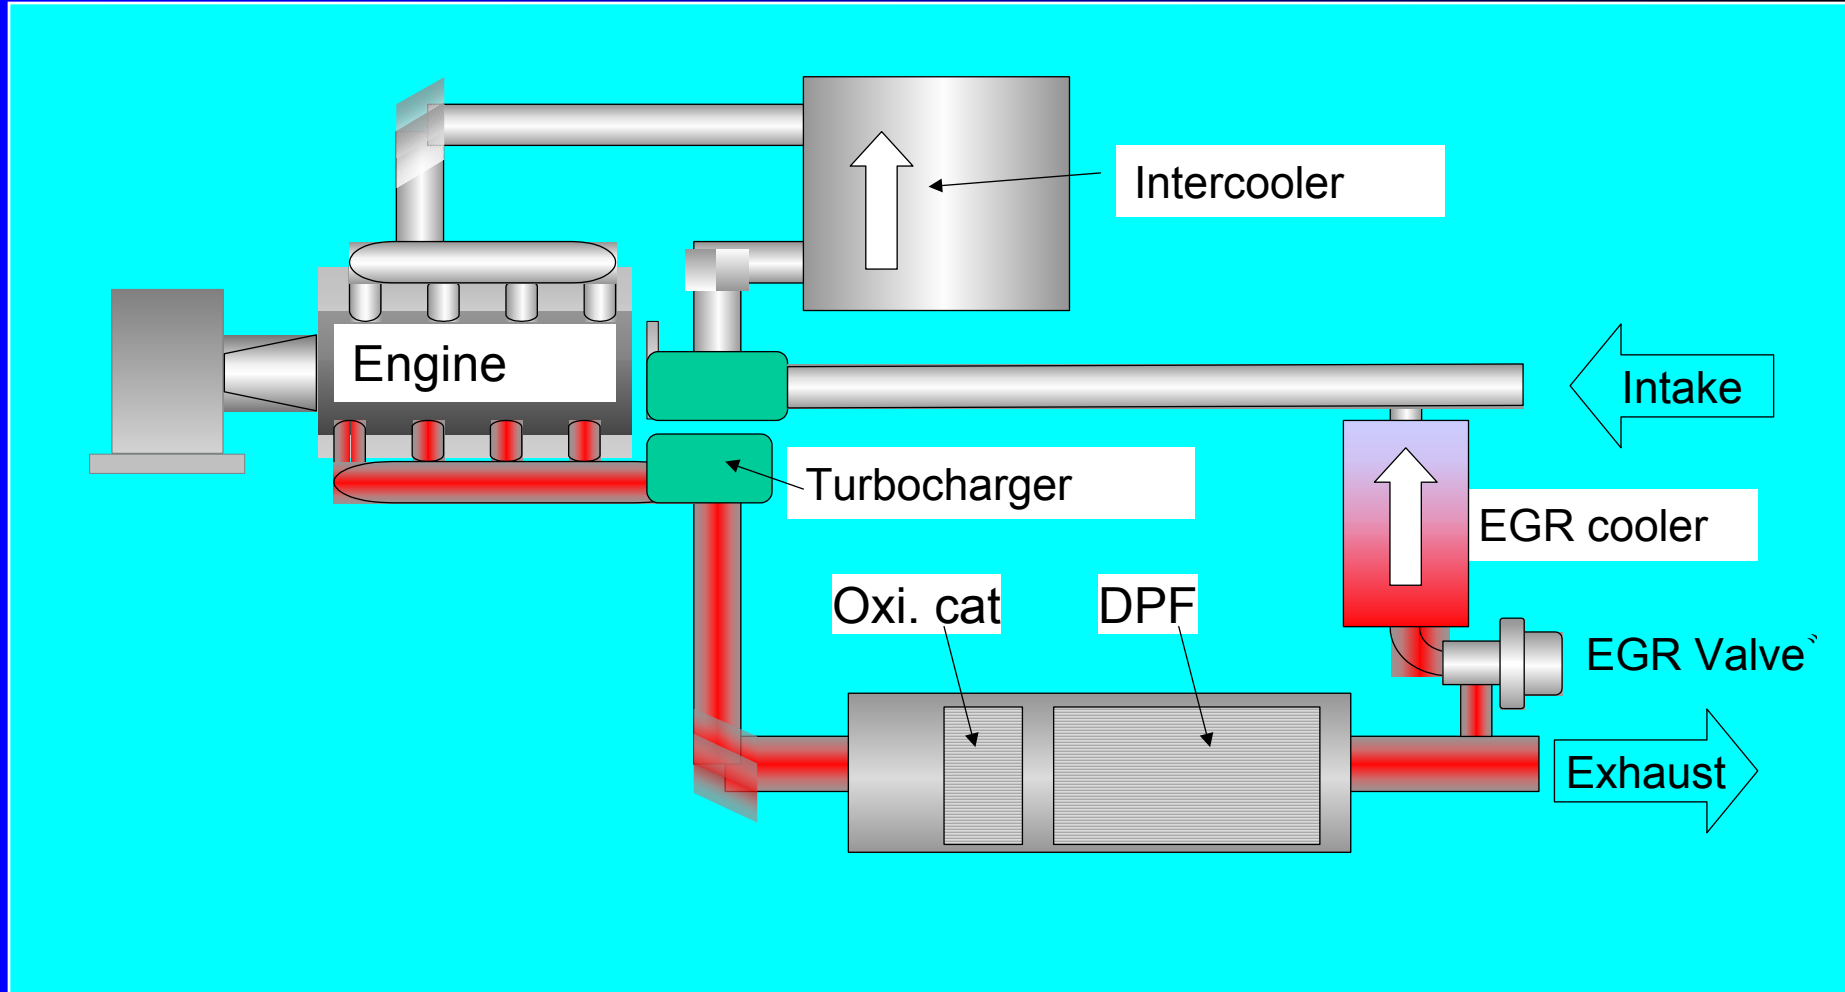 Intercooler
Engine
Intake
Turbocharger
EGR cooler
Oxi. cat
DPF
EGR Valve
Exhaust